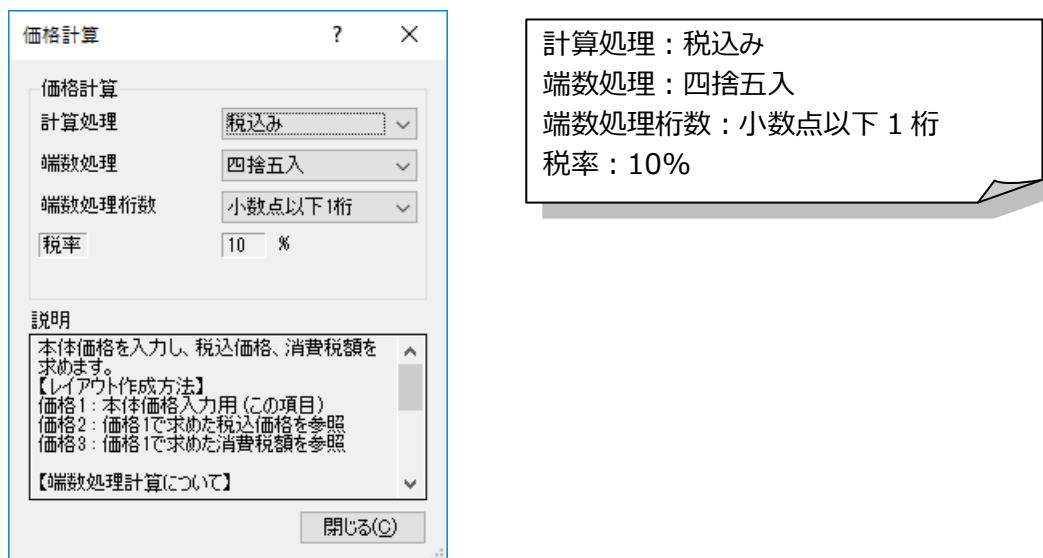 価格計算 ? ×
価格計算
計算処理 税込み
端数処理 四捨五入
端数処理桁数 小数点以下1桁
税率 10 %
説明
本体価格を入力し、税込価格、消費税額を
求めます。
【レイアウト作成方法】
価格1:本体価格入力用(この項目)
価格2:価格1で求めた税込価格を参照
価格3:価格1で求めた消費税額を参照
【端数処理計算について】
閉じる(C)
計算処理:税込み
端数処理:四捨五入
端数処理桁数:小数点以下 1 桁
税率:10%